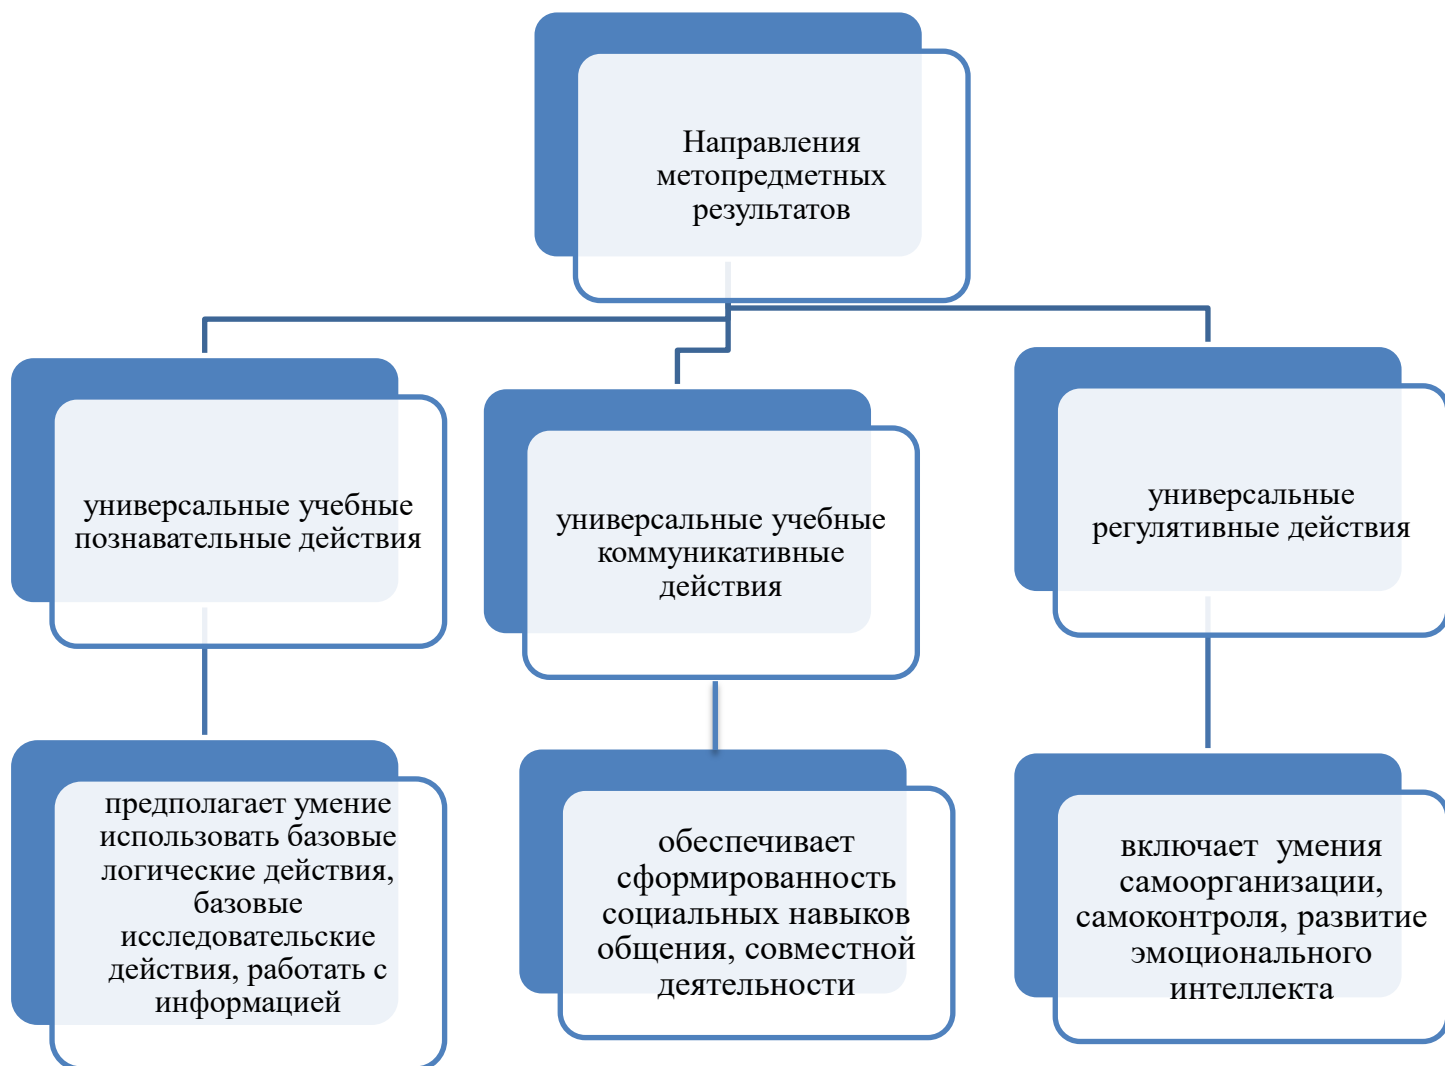 Направления
метопредметных
результатов
универсальные учебные
познавательные действия
универсальные учебные
коммуникативные
действия
универсальные
регулятивные действия
предполагает умение
использовать базовые
логические действия,
базовые
исследовательские
действия, работать с
информацией
обеспечивает
сформированность
социальных навыков
общения, совместной
деятельности
включает умения
самоорганизации,
самоконтроля, развитие
эмоционального
интеллекта